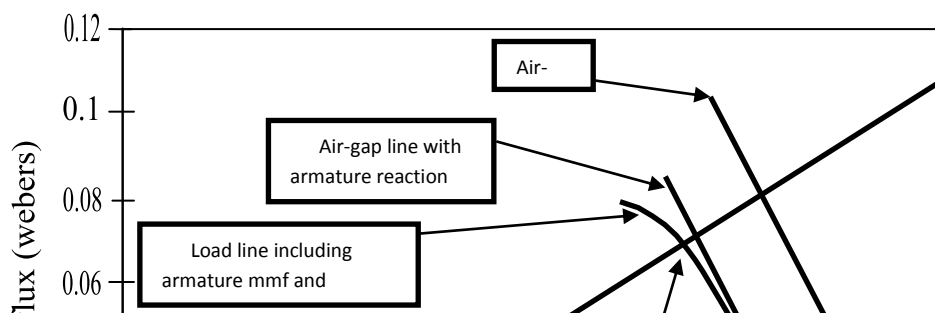 0.12
Air-
0.1
Air-gap line with
armature reaction
0.08
Load line including
armature mmf and
0.06
(webers)